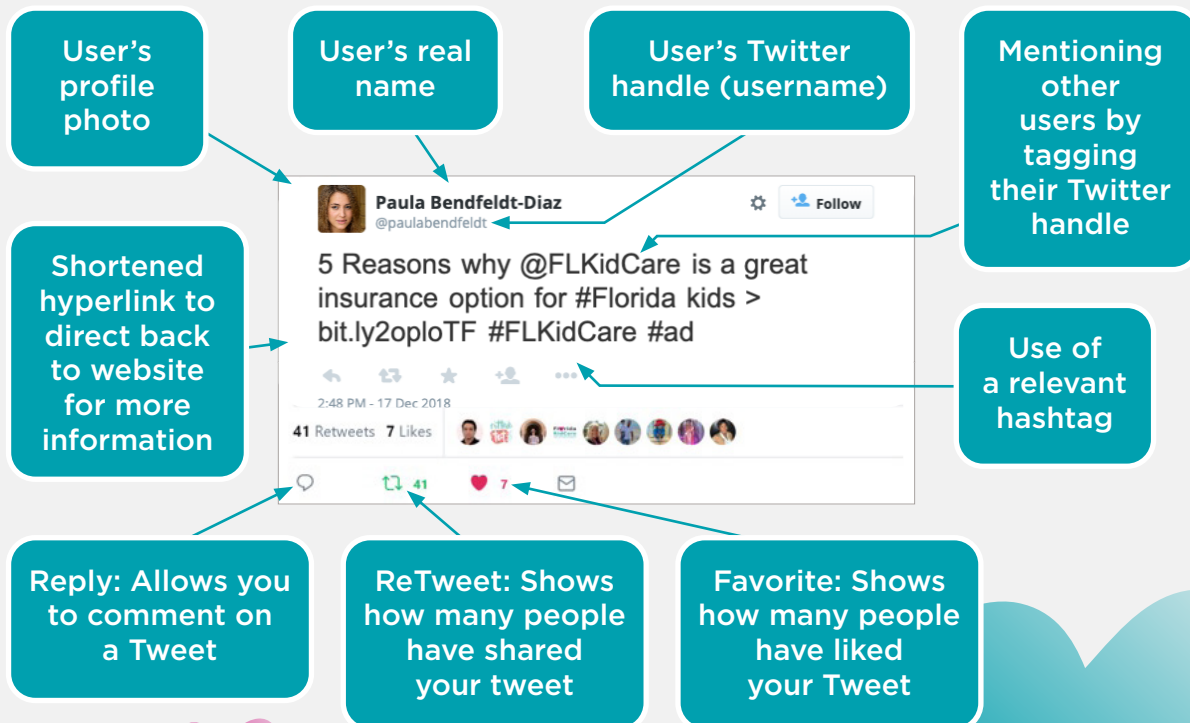 User's
profile
photo
User's real
name
User's Twitter
handle (username)
Mentioning
other
users by
tagging
their Twitter
handle
Paula Bendfeldt-Diaz
@paulabendfeldt
Follow
5 Reasons why @FLKidCare is a great
insurance option for #Florida kids >
bit.ly2oploTF #FLKidCare #ad
2:48 PM - 17 Dec 2018
41 Retweets 7 Likes
41
7
Shortened
hyperlink to
direct back
to website
for more
information
Use of
a relevant
hashtag
Reply: Allows you
to comment on
a Tweet
ReTweet: Shows
how many people
have shared
your tweet
Favorite: Shows
how many people
have liked
your Tweet